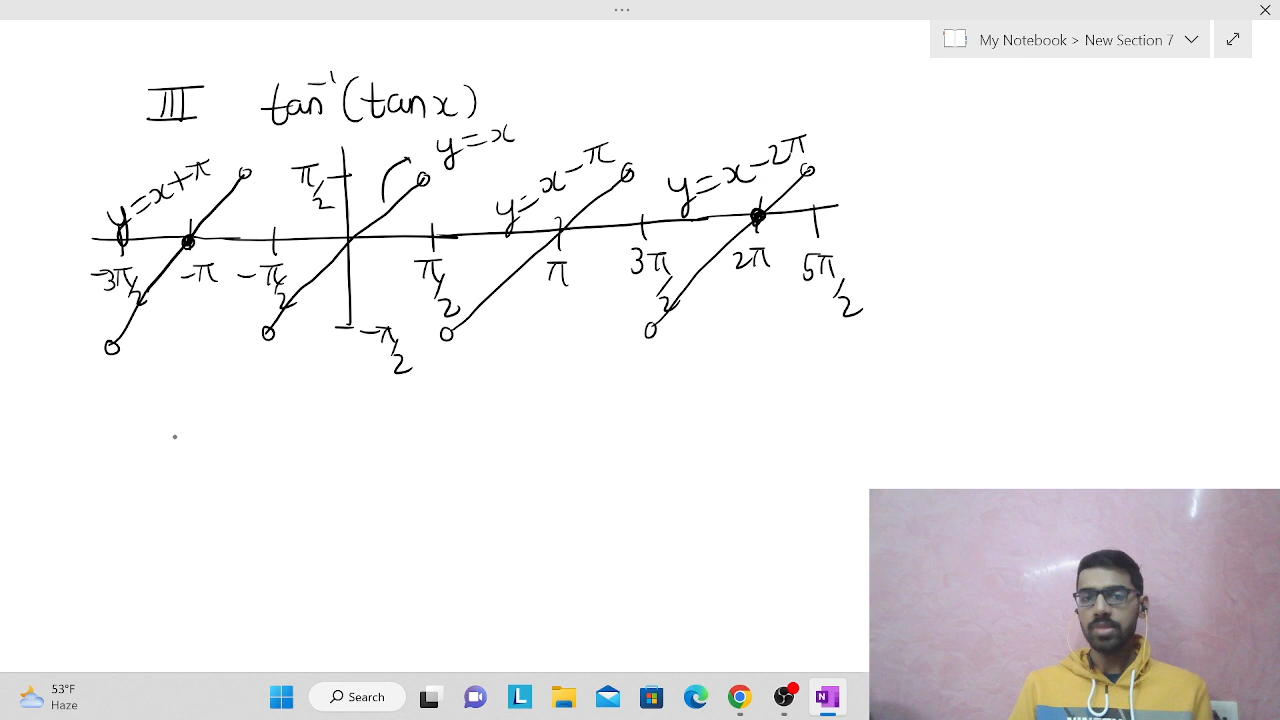 ...
My Notebook > New Section 7
III tan⁻¹(tan x)
y=x+π
π/2
y=x
y=x-π
y=x-2π
-3π/2
-π
-π/2
π/2
π
3π/2
2π
5π/2
-π/2
53°F
Haze
Search